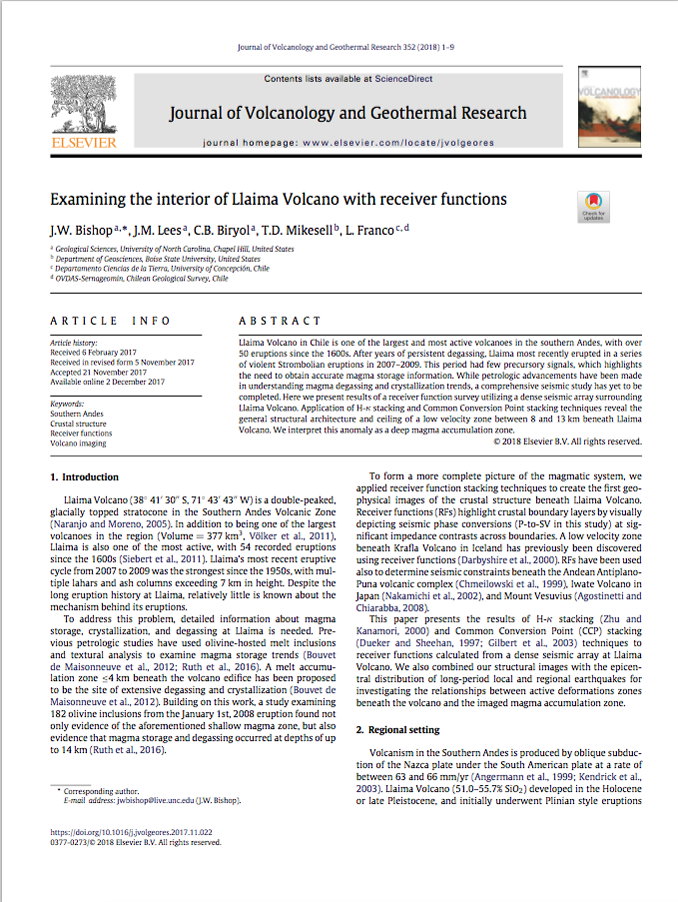 Journal of Volcanology and Geothermal Research 352 (2018) 1–9
Contents lists available at ScienceDirect
Journal of Volcanology and Geothermal Research
journal homepage: www.elsevier.com/locate/jvolgeores
ELSEVIER
VOLCANOLOGY
Examining the interior of Llaima Volcano with receiver functions
Check for
updates
J.W. Bishop a,*, J.M. Lees a, C.B. Biryol a, T.D. Mikesell b, L. Franco c,d
a Geological Sciences, University of North Carolina, Chapel Hill, United States
b Department of Geosciences, Boise State University, United States
c Departamento Ciencias de la Tierra, University of Concepción, Chile
d OVDAS-Sernageomin, Chilean Geological Survey, Chile
ARTICLE INFO
Article history:
Received 6 February 2017
Received in revised form 5 November 2017
Accepted 21 November 2017
Available online 2 December 2017
Keywords:
Southern Andes
Crustal structure
Receiver functions
Volcano imaging
ABSTRACT
Llaima Volcano in Chile is one of the largest and most active volcanoes in the southern Andes, with over
50 eruptions since the 1600s. After years of persistent degassing, Llaima most recently erupted in a series
of violent Strombolian eruptions in 2007–2009. This period had few precursory signals, which highlights
the need to obtain accurate magma storage information. While petrologic advancements have been made
in understanding magma degassing and crystallization trends, a comprehensive seismic study has yet to be
completed. Here we present results of a receiver function survey utilizing a dense seismic array surrounding
Llaima Volcano. Application of H-κ stacking and Common Conversion Point stacking techniques reveal the
general structural architecture and ceiling of a low velocity zone between 8 and 13 km beneath Llaima
Volcano. We interpret this anomaly as a deep magma accumulation zone.
© 2018 Elsevier B.V. All rights reserved.
1. Introduction
Llaima Volcano (38° 41′ 30″ S, 71° 43′ 43″ W) is a double-peaked,
glacially topped stratocone in the Southern Andes Volcanic Zone
(Naranjo and Moreno, 2005). In addition to being one of the largest
volcanoes in the region (Volume = 377 km3, Völker et al., 2011),
Llaima is also one of the most active, with 54 recorded eruptions
since the 1600s (Siebert et al., 2011). Llaima's most recent eruptive
cycle from 2007 to 2009 was the strongest since the 1950s, with mul-
tiple lahars and ash columns exceeding 7 km in height. Despite the
long eruption history at Llaima, relatively little is known about the
mechanism behind its eruptions.
To address this problem, detailed information about magma
storage, crystallization, and degassing at Llaima is needed. Pre-
vious petrologic studies have used olivine-hosted melt inclusions
and textural analysis to examine magma storage trends (Bouvet
de Maisonneuve et al., 2012; Ruth et al., 2016). A melt accumu-
lation zone ≤4 km beneath the volcano edifice has been proposed
to be the site of extensive degassing and crystallization (Bouvet de
Maisonneuve et al., 2012). Building on this work, a study examining
182 olivine inclusions from the January 1st, 2008 eruption found not
only evidence of the aforementioned shallow magma zone, but also
evidence that magma storage and degassing occurred at depths of up
to 14 km (Ruth et al., 2016).
* Corresponding author.
E-mail address: jwbishop@live.unc.edu (J.W. Bishop).
To form a more complete picture of the magmatic system, we
applied receiver function stacking techniques to create the first geo-
physical images of the crustal structure beneath Llaima Volcano.
Receiver functions (RFs) highlight crustal boundary layers by visually
depicting seismic phase conversions (P-to-SV in this study) at sig-
nificant impedance contrasts across boundaries. A low velocity zone
beneath Krafla Volcano in Iceland has previously been discovered
using receiver functions (Darbyshire et al., 2000). RFs have been used
also to determine seismic constraints beneath the Andean Antiplano-
Puna volcanic complex (Chmeilowski et al., 1999), Iwate Volcano in
Japan (Nakamichi et al., 2002), and Mount Vesuvius (Agostinetti and
Chiarabba, 2008).
This paper presents the results of H-κ stacking (Zhu and
Kanamori, 2000) and Common Conversion Point (CCP) stacking
(Dueker and Sheehan, 1997; Gilbert et al., 2003) techniques to
receiver functions calculated from a dense seismic array at Llaima
Volcano. We also combined our structural images with the epicen-
tral distribution of long-period local and regional earthquakes for
investigating the relationships between active deformations zones
beneath the volcano and the imaged magma accumulation zone.
2. Regional setting
Volcanism in the Southern Andes is produced by oblique subduc-
tion of the Nazca plate under the South American plate at a rate of
between 63 and 66 mm/yr (Angermann et al., 1999; Kendrick et al.,
2003). Llaima Volcano (51.0–55.7% SiO2) developed in the Holocene
or late Pleistocene, and initially underwent Plinian style eruptions
https://doi.org/10.1016/j.jvolgeores.2017.11.022
0377-0273/© 2018 Elsevier B.V. All rights reserved.